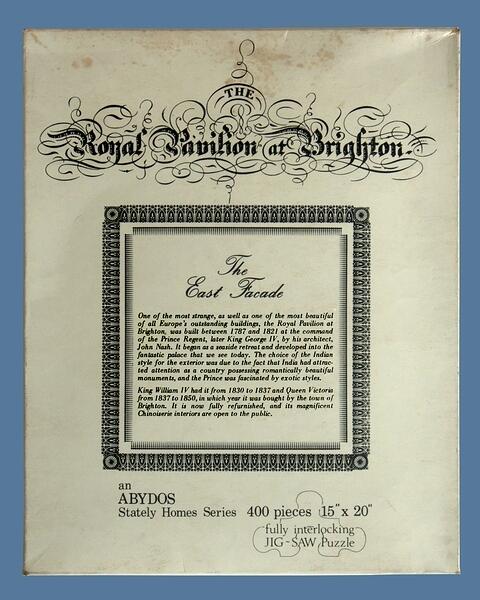 THE
Royal Pavilion at Brighton.
The
East Facade
One of the most strange, as well as one of the most beautiful
of all Europe's outstanding buildings, the Royal Pavilion at
Brighton, was built between 1787 and 1821 at the command
of the Prince Regent, later King George IV, by his architect,
John Nash. It began as a seaside retreat and developed into the
fantastic palace that we see today. The choice of the Indian
style for the exterior was due to the fact that India had attrac-
ted attention as a country possessing romantically beautiful
monuments, and the Prince was fascinated by exotic styles.
King William IV had it from 1830 to 1837 and Queen Victoria
from 1837 to 1850, in which year it was bought by the town of
Brighton. It is now fully refurnished, and its magnificent
Chinoiserie interiors are open to the public.
an
ABYDOS
Stately Homes Series 400 pieces 15" x 20"
fully interlocking
JIG-SAW Puzzle